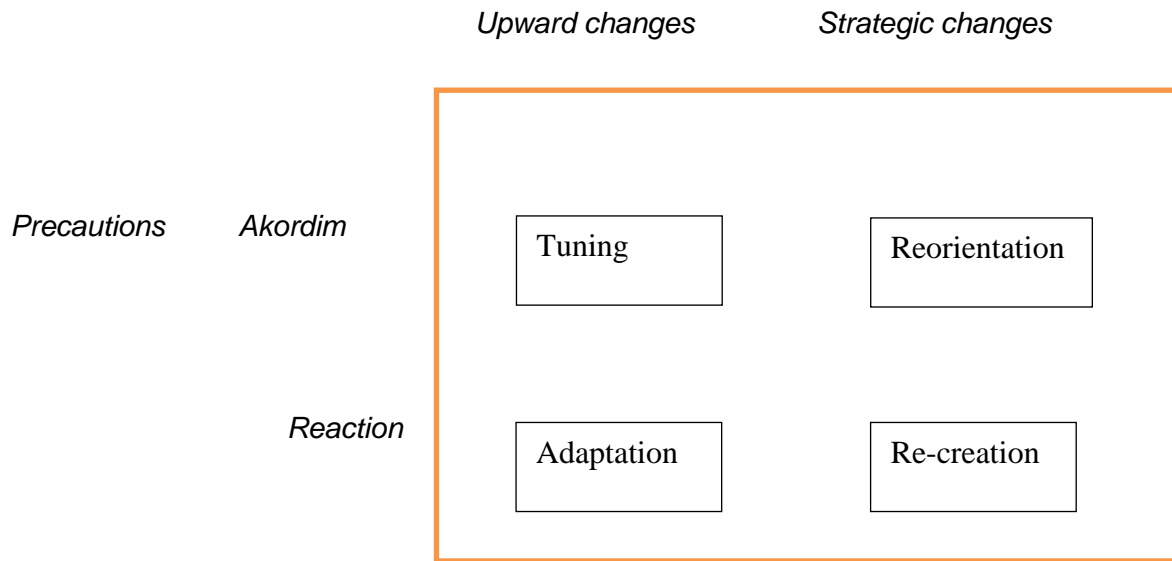 Upward changes Strategic changes
Precautions Akordim Tuning Reorientation
Reaction Adaptation Re-creation